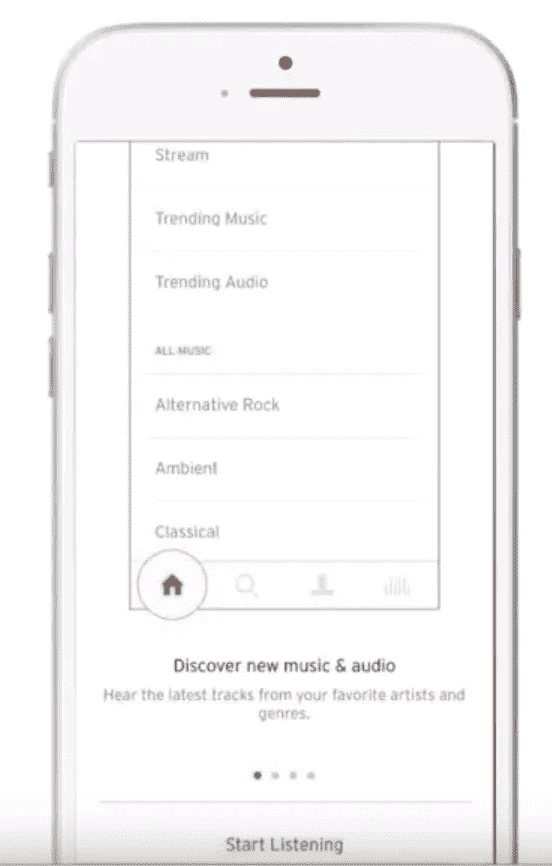 Stream
Trending Music
Trending Audio
ALL MUSIC
Alternative Rock
Ambient
Classical
Discover new music & audio
Hear the latest tracks from your favorite artists and
genres.
Start Listening